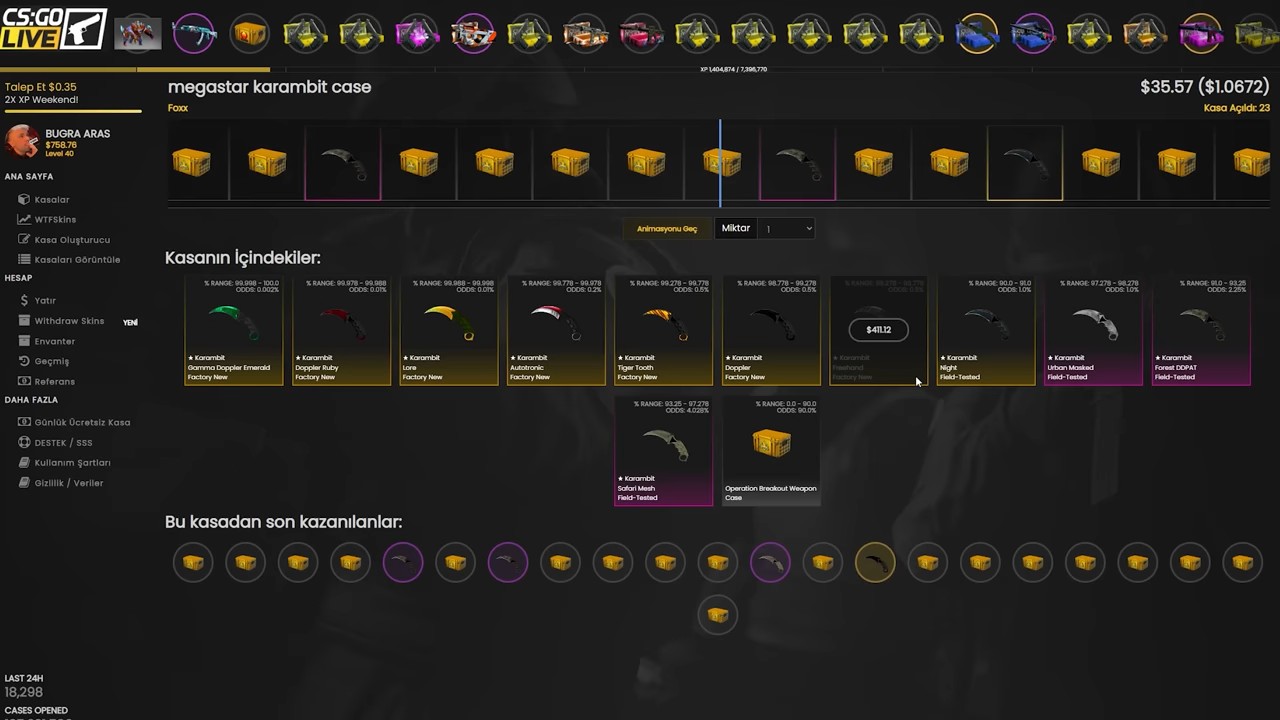 CS:GO
LIVE
XP 1,404,874 / 7,396,770
Talep Et $0.35
2X XP Weekend!
megastar karambit case
$35.57 ($1.0672)
Foxx
Kasa Açıldı: 23
BUGRA ARAS
$758.76
Level 40
ANA SAYFA
Kasalar
WTFSkins
Kasa Oluşturucu
Kasaları Görüntüle
HESAP
Yatır
Withdraw Skins
YENİ
Envanter
Geçmiş
Referans
DAHA FAZLA
Günlük Ücretsiz Kasa
DESTEK / SSS
Kullanım Şartları
Gizlilik / Veriler
Animasyonu Geç
Miktar
1
Kasanın İçindekiler:
% RANGE: 99.998 - 100.0
ODDS: 0.002%
★ Karambit
Gamma Doppler Emerald
Factory New
% RANGE: 99.978 - 99.988
ODDS: 0.01%
★ Karambit
Doppler Ruby
Factory New
% RANGE: 99.988 - 99.998
ODDS: 0.01%
★ Karambit
Lore
Factory New
% RANGE: 99.778 - 99.978
ODDS: 0.2%
★ Karambit
Autotronic
Factory New
% RANGE: 99.278 - 99.778
ODDS: 0.5%
★ Karambit
Tiger Tooth
Factory New
% RANGE: 98.778 - 99.278
ODDS: 0.5%
★ Karambit
Doppler
Factory New
$411.12
★ Karambit
Freehand
Factory New
% RANGE: 90.0 - 91.0
ODDS: 1.0%
★ Karambit
Night
Field-Tested
% RANGE: 97.278 - 98.278
ODDS: 1.0%
★ Karambit
Urban Masked
Field-Tested
% RANGE: 91.0 - 93.25
ODDS: 2.25%
★ Karambit
Forest DDPAT
Field-Tested
% RANGE: 93.25 - 97.278
ODDS: 4.028%
★ Karambit
Safari Mesh
Field-Tested
% RANGE: 0.0 - 90.0
ODDS: 90.0%
Operation Breakout Weapon
Case
Bu kasadan son kazanılanlar:
LAST 24H
18,298
CASES OPENED